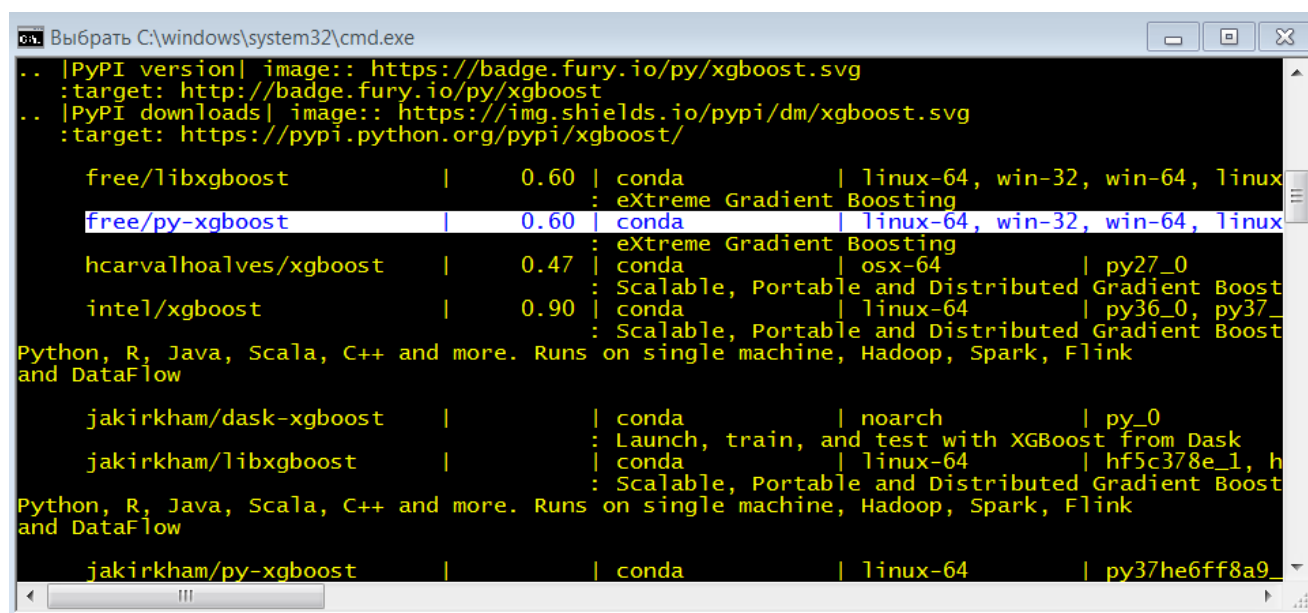 Выбрать C:\windows\system32\cmd.exe
.. |PyPI version| image:: https://badge.fury.io/py/xgboost.svg
:target: http://badge.fury.io/py/xgboost
.. |PyPI downloads| image:: https://img.shields.io/pypi/dm/xgboost.svg
:target: https://pypi.python.org/pypi/xgboost/
free/libxgboost | 0.60 | conda | linux-64, win-32, win-64, linux
: eXtreme Gradient Boosting
free/py-xgboost | 0.60 | conda | linux-64, win-32, win-64, linux
: eXtreme Gradient Boosting
hcarvalhoalves/xgboost | 0.47 | conda | osx-64 | py27_0
: Scalable, Portable and Distributed Gradient Boost
intel/xgboost | 0.90 | conda | linux-64 | py36_0, py37_
: Scalable, Portable and Distributed Gradient Boost
Python, R, Java, Scala, C++ and more. Runs on single machine, Hadoop, Spark, Flink
and DataFlow
jakirkham/dask-xgboost | | conda | noarch | py_0
: Launch, train, and test with XGBoost from Dask
jakirkham/libxgboost | | conda | linux-64 | hf5c378e_1, h
: Scalable, Portable and Distributed Gradient Boost
Python, R, Java, Scala, C++ and more. Runs on single machine, Hadoop, Spark, Flink
and DataFlow
jakirkham/py-xgboost | | conda | linux-64 | py37he6ff8a9_